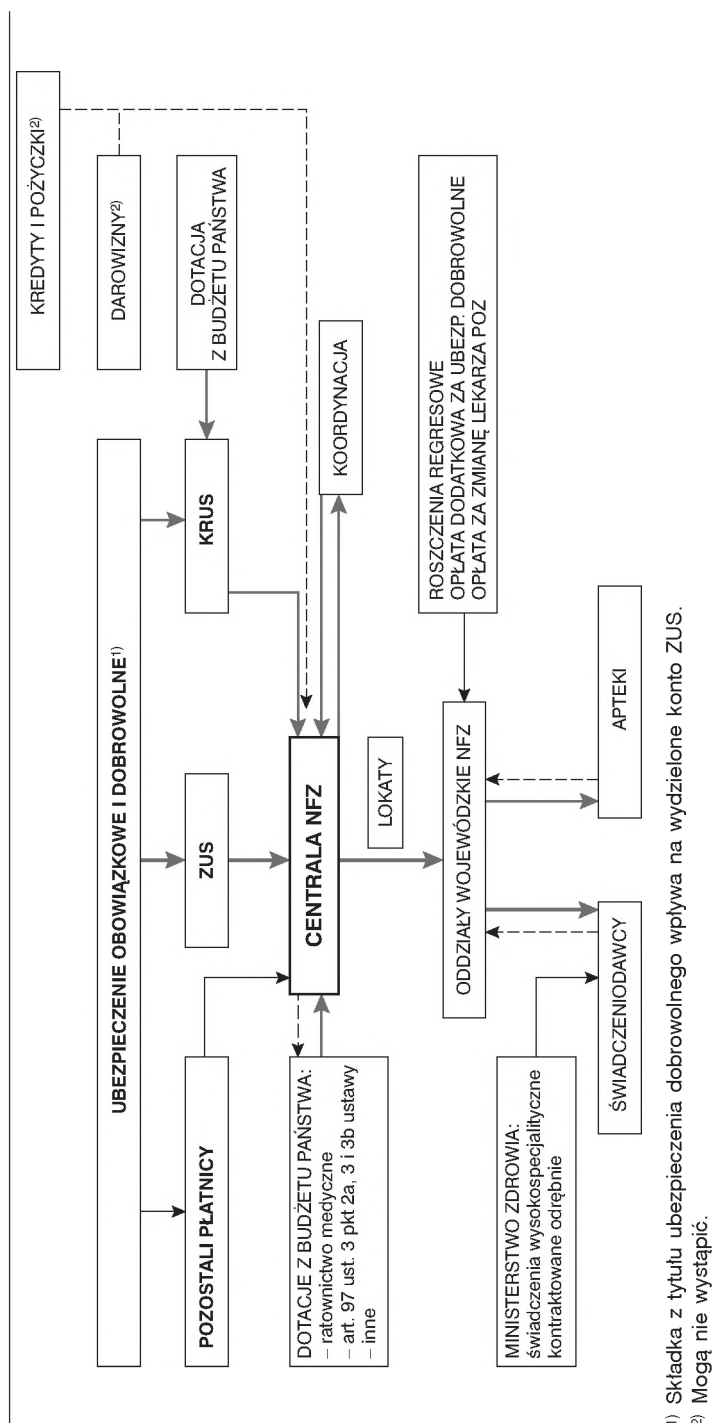 KREDYTY I POŻYCZKI²⁾
UBEZPIECZENIE OBOWIĄZKOWE I DOBROWOLNE¹⁾
DAROWIZNY²⁾
POZOSTALI PŁATNICY
ZUS
KRUS
DOTACJA
Z BUDŻETU PAŃSTWA
DOTACJE Z BUDŻETU PAŃSTWA:
– ratownictwo medyczne
– art. 97 ust. 3 pkt 2a, 3 i 3b ustawy
– inne
CENTRALA NFZ
KOORDYNACJA
LOKATY
MINISTERSTWO ZDROWIA:
świadczenia wysokospecjalityczne
kontraktowane odrębnie
ODDZIAŁY WOJEWÓDZKIE NFZ
ROSZCZENIA REGRESOWE
OPŁATA DODATKOWA ZA UBEZP. DOBROWOLNE
OPŁATA ZA ZMIANĘ LEKARZA POZ
ŚWIADCZENIODAWCY
APTEKI
¹⁾ Składka z tytułu ubezpieczenia dobrowolnego wpływa na wydzielone konto ZUS.
²⁾ Mogą nie wystąpić.